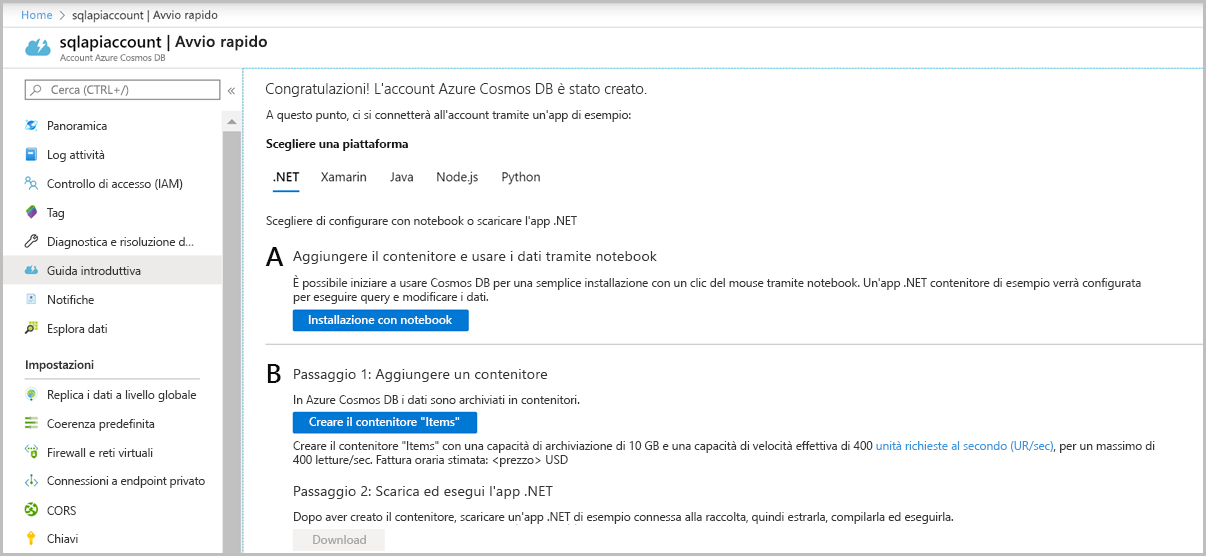 Home > sqlapiaccount | Avvio rapido
sqlapiaccount | Avvio rapido
Account Azure Cosmos DB
Cerca (CTRL+/)
«
Panoramica
Log attività
Controllo di accesso (IAM)
Tag
Diagnostica e risoluzione d...
Guida introduttiva
Notifiche
Esplora dati
Impostazioni
Replica i dati a livello globale
Coerenza predefinita
Firewall e reti virtuali
Connessioni a endpoint privato
CORS
Chiavi
Congratulazioni! L'account Azure Cosmos DB è stato creato.
A questo punto, ci si connetterà all'account tramite un'app di esempio:
Scegliere una piattaforma
.NET Xamarin Java Node.js Python
Scegliere di configurare con notebook o scaricare l'app .NET
A Aggiungere il contenitore e usare i dati tramite notebook
È possibile iniziare a usare Cosmos DB per una semplice installazione con un clic del mouse tramite notebook. Un'app .NET contenitore di esempio verrà configurata
per eseguire query e modificare i dati.
Installazione con notebook
B Passaggio 1: Aggiungere un contenitore
In Azure Cosmos DB i dati sono archiviati in contenitori.
Creare il contenitore "Items"
Creare il contenitore "Items" con una capacità di archiviazione di 10 GB e una capacità di velocità effettiva di 400 unità richieste al secondo (UR/sec), per un massimo di
400 letture/sec. Fattura oraria stimata: <prezzo> USD
Passaggio 2: Scarica ed esegui l'app .NET
Dopo aver creato il contenitore, scaricare un'app .NET di esempio connessa alla raccolta, quindi estrarla, compilarla ed eseguirla.
Download